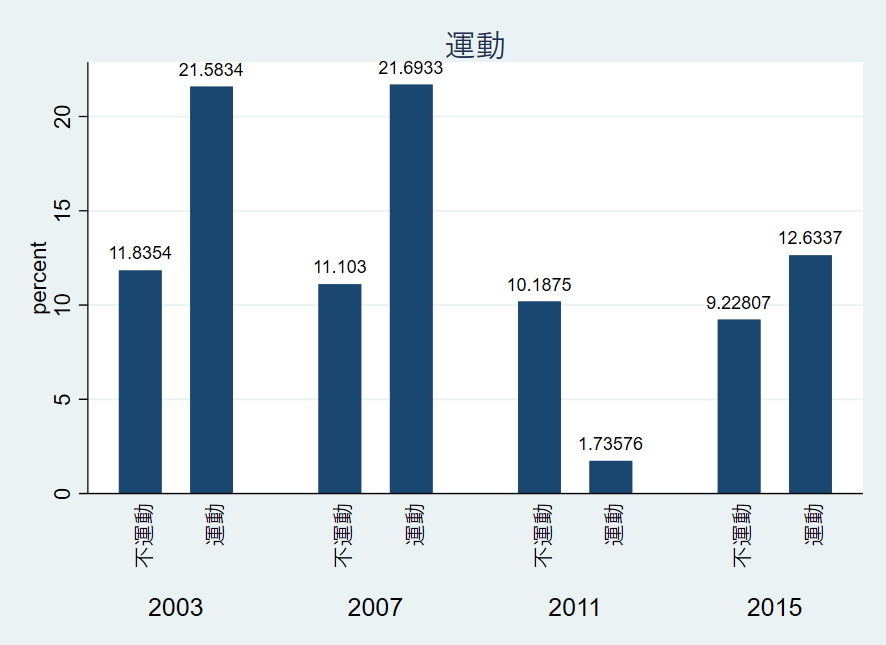 運動
21.5834
21.6933
11.8354
11.103
10.1875
1.73576
9.22807
12.6337
percent
20
15
10
5
0
不運動
運動
不運動
運動
不運動
運動
不運動
運動
2003
2007
2011
2015